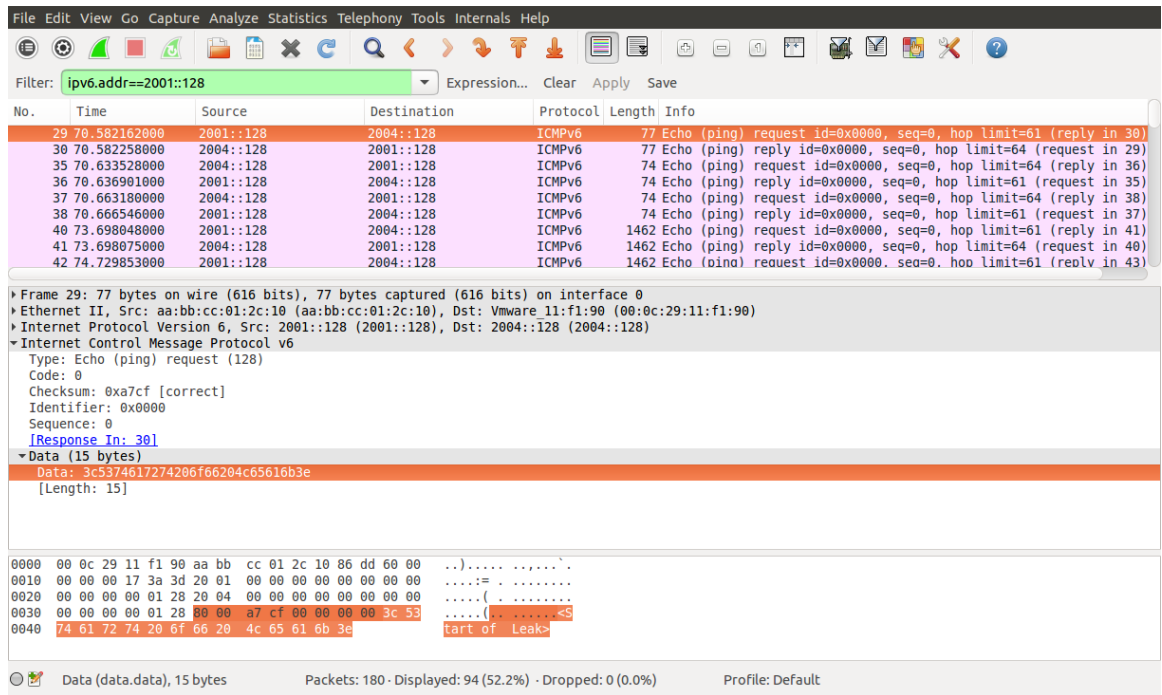 File Edit View Go Capture Analyze Statistics Telephony Tools Internals Help
Filter: ipv6.addr==2001::128 Expression... Clear Apply Save
No. Time Source Destination Protocol Length Info
29 70.582162000 2001::128 2004::128 ICMPv6 77 Echo (ping) request id=0x0000, seq=0, hop limit=61 (reply in 30)
30 70.582258000 2004::128 2001::128 ICMPv6 77 Echo (ping) reply id=0x0000, seq=0, hop limit=64 (request in 29)
35 70.633528000 2004::128 2001::128 ICMPv6 74 Echo (ping) request id=0x0000, seq=0, hop limit=64 (reply in 36)
36 70.636901000 2001::128 2004::128 ICMPv6 74 Echo (ping) reply id=0x0000, seq=0, hop limit=61 (request in 35)
37 70.663180000 2004::128 2001::128 ICMPv6 74 Echo (ping) request id=0x0000, seq=0, hop limit=64 (reply in 38)
38 70.666546000 2001::128 2004::128 ICMPv6 74 Echo (ping) reply id=0x0000, seq=0, hop limit=61 (request in 37)
40 73.698048000 2001::128 2004::128 ICMPv6 1462 Echo (ping) request id=0x0000, seq=0, hop limit=61 (reply in 41)
41 73.698075000 2004::128 2001::128 ICMPv6 1462 Echo (ping) reply id=0x0000, seq=0, hop limit=64 (request in 40)
42 74.729853000 2001::128 2004::128 ICMPv6 1462 Echo (ping) request id=0x0000, seq=0, hop limit=61 (reply in 43)
Frame 29: 77 bytes on wire (616 bits), 77 bytes captured (616 bits) on interface 0
Ethernet II, Src: aa:bb:cc:01:2c:10 (aa:bb:cc:01:2c:10), Dst: Vmware_11:f1:90 (00:0c:29:11:f1:90)
Internet Protocol Version 6, Src: 2001::128 (2001::128), Dst: 2004::128 (2004::128)
Internet Control Message Protocol v6
Type: Echo (ping) request (128)
Code: 0
Checksum: 0xa7cf [correct]
Identifier: 0x0000
Sequence: 0
[Response In: 30]
Data (15 bytes)
Data: 3c5374617274206f66204c65616b3e
[Length: 15]
0000 00 0c 29 11 f1 90 aa bb cc 01 2c 10 86 dd 60 00 ..)..... ..,...`.
0010 00 00 00 17 3a 3d 20 01 00 00 00 00 00 00 00 00 ....:= . ........
0020 00 00 00 00 01 28 20 04 00 00 00 00 00 00 00 00 .....( . ........
0030 00 00 00 00 01 28 80 00 a7 cf 00 00 00 00 3c 53 .....(.. ......<S
0040 74 61 72 74 20 6f 66 20 4c 65 61 6b 3e tart of Leak>
Data (data.data), 15 bytes Packets: 180 · Displayed: 94 (52.2%) · Dropped: 0 (0.0%) Profile: Default